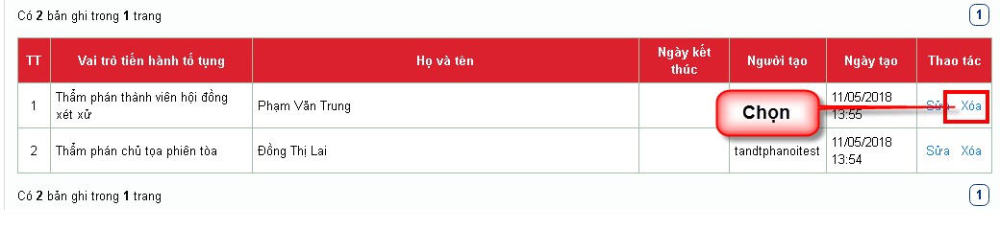 Có 2 bản ghi trong 1 trang 1
TT Vai trò tiến hành tố tụng Họ và tên Ngày kết thúc Người tạo Ngày tạo Thao tác
1 Thẩm phán thành viên hội đồng xét xử Phạm Văn Trung 11/05/2018 13:55 Sửa Xóa
Chọn
2 Thẩm phán chủ tọa phiên tòa Đồng Thị Lai tandtphanoitest 11/05/2018 13:54 Sửa Xóa
Có 2 bản ghi trong 1 trang 1